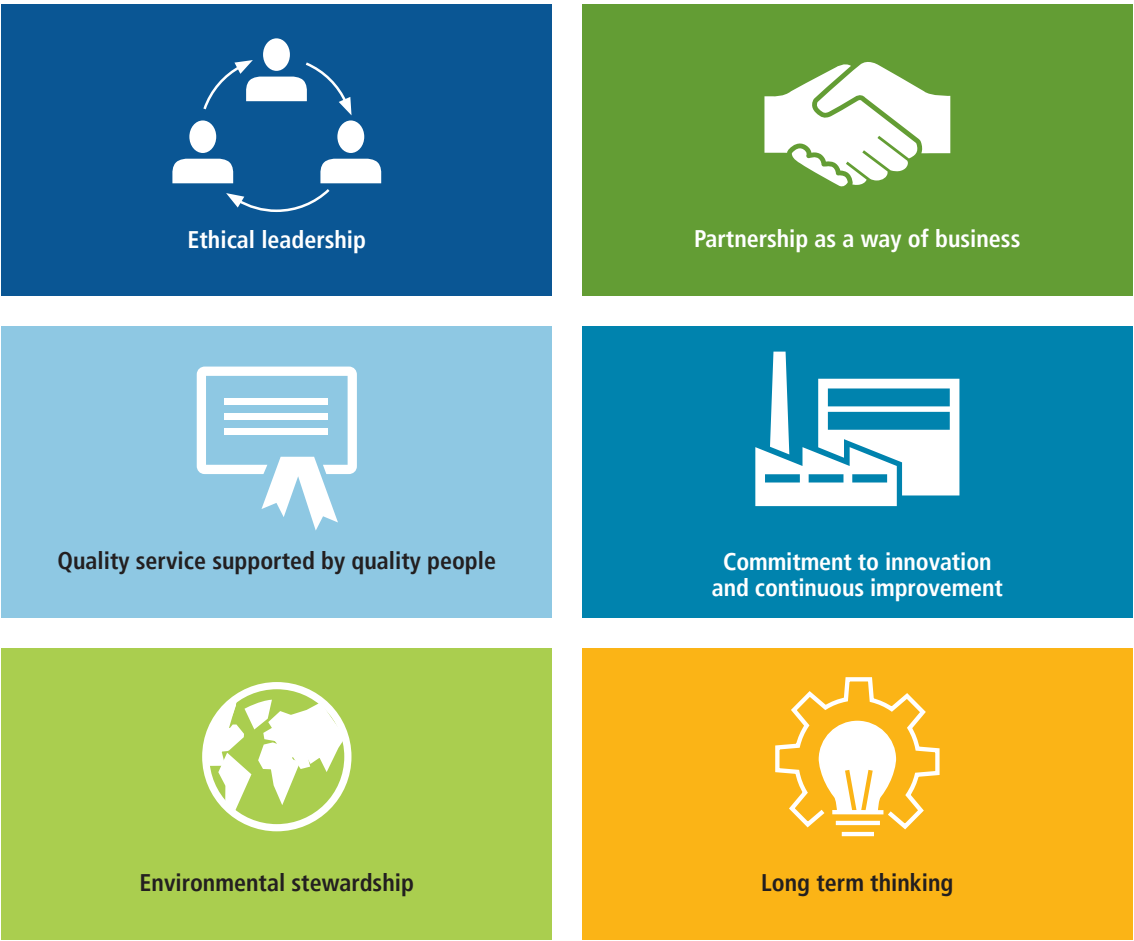 Ethical leadership
Partnership as a way of business
Quality service supported by quality people
Commitment to innovation
and continuous improvement
Environmental stewardship
Long term thinking